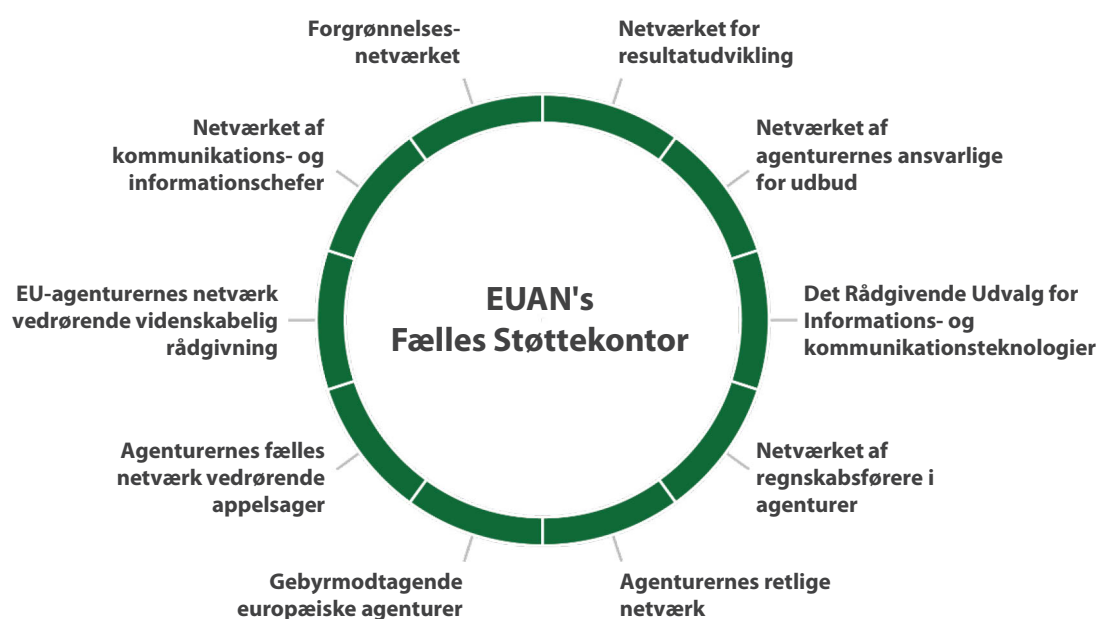 Forgrønnelses-
netværket
Netværket for
resultatudvikling
Netværket af
agenturernes ansvarlige
for udbud
Det Rådgivende Udvalg for
Informations- og
kommunikationsteknologier
Netværket af
regnskabsførere i
agenturer
Agenturernes retlige
netværk
Gebyrmodtagende
europæiske agenturer
Agenturernes fælles
netværk vedrørende
appelsager
EU-agenturernes netværk
vedrørende videnskabelig
rådgivning
Netværket af
kommunikations- og
informationschefer
EUAN's
Fælles Støttekontor